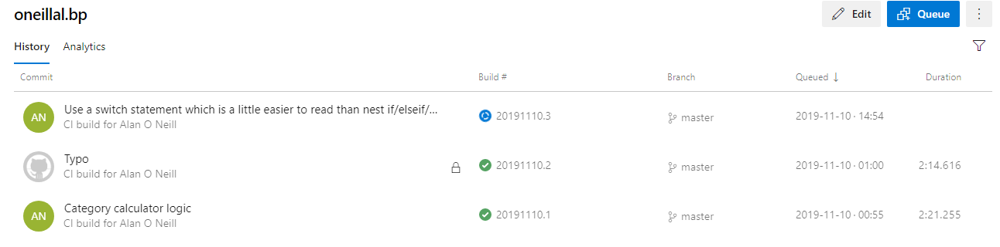 oneillal.bp
Edit
Queue
History Analytics
Commit Build # Branch Queued ↓ Duration
AN Use a switch statement which is a little easier to read than nest if/elseif/... 20191110.3 master 2019-11-10 · 14:54
CI build for Alan O Neill
Typo 20191110.2 master 2019-11-10 · 01:00 2:14.616
CI build for Alan O Neill
AN Category calculator logic 20191110.1 master 2019-11-10 · 00:55 2:21.255
CI build for Alan O Neill